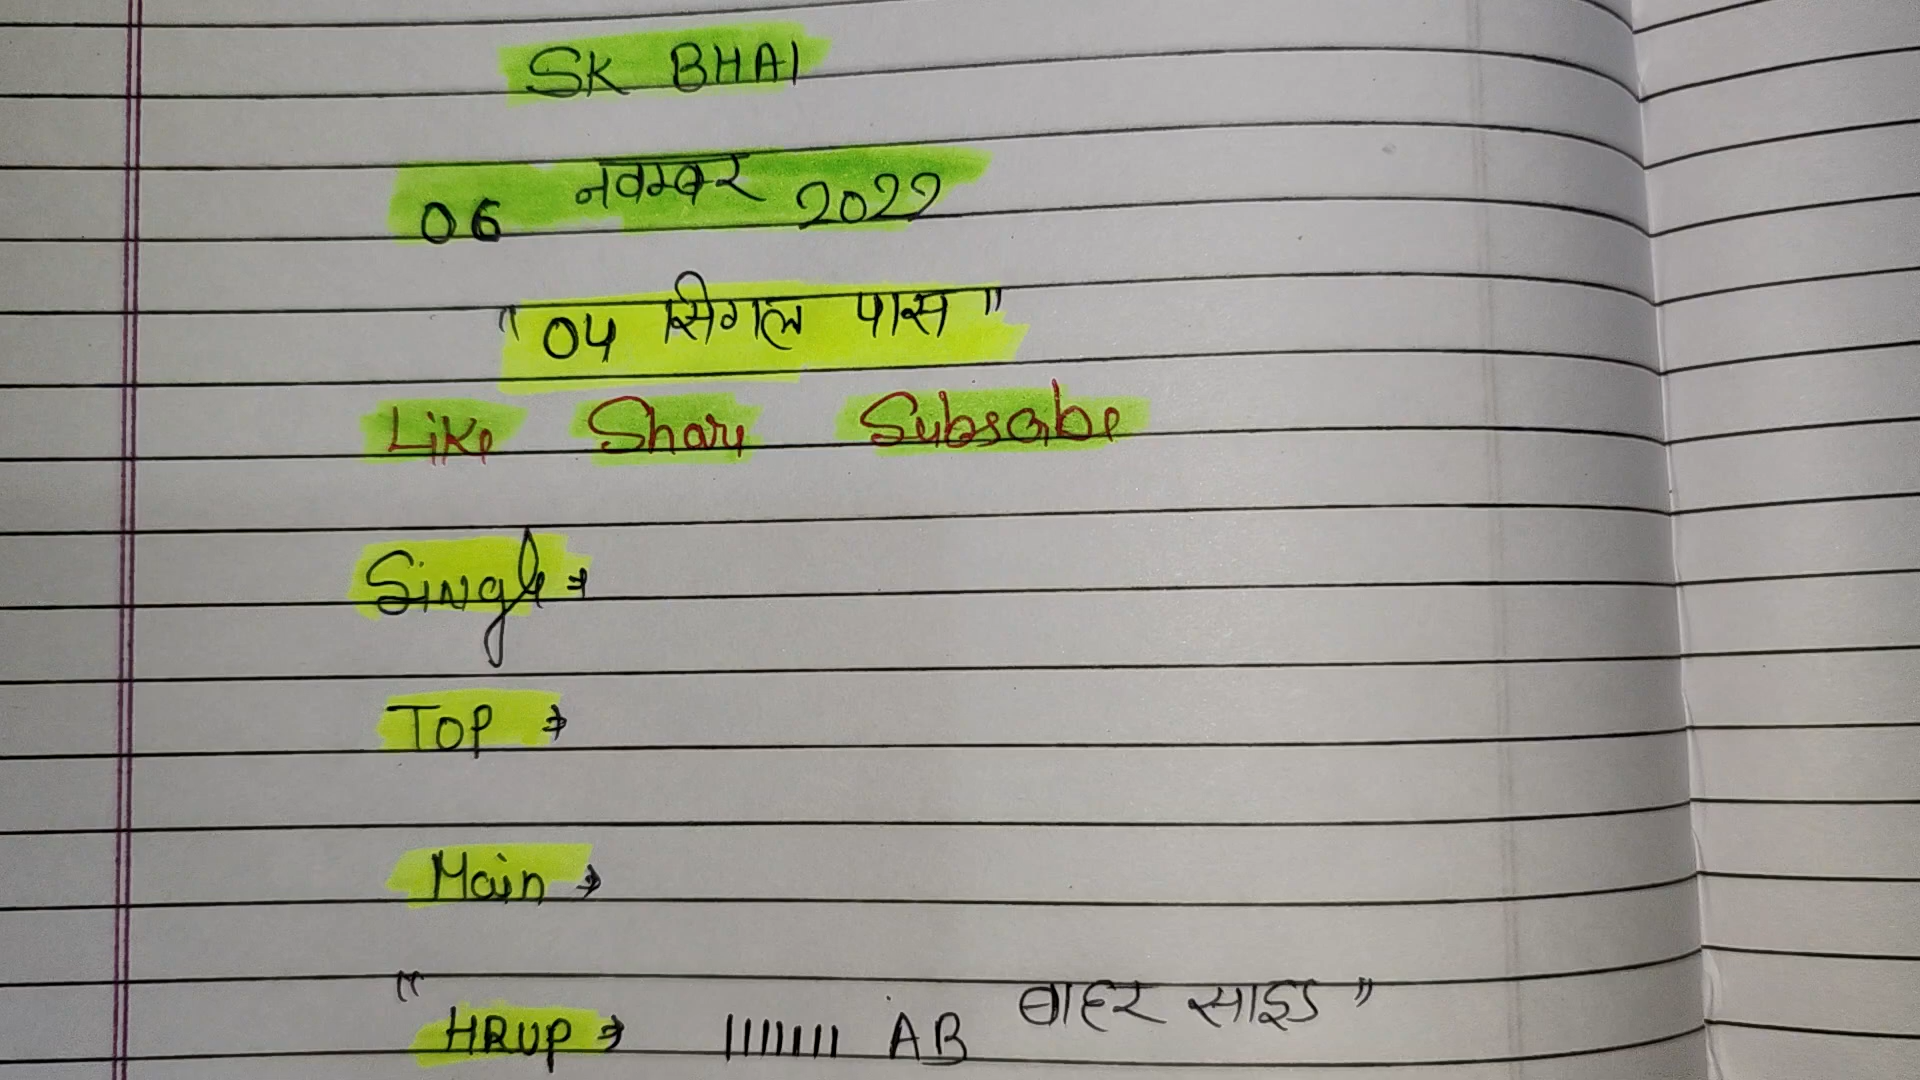 SK BHAI
06 नवम्बर 2022
" 04 सिगल पास "
Like Share Subscribe
Single →
TOP →
Main →
" HRUP → |||||||| AB बाहर साइड "